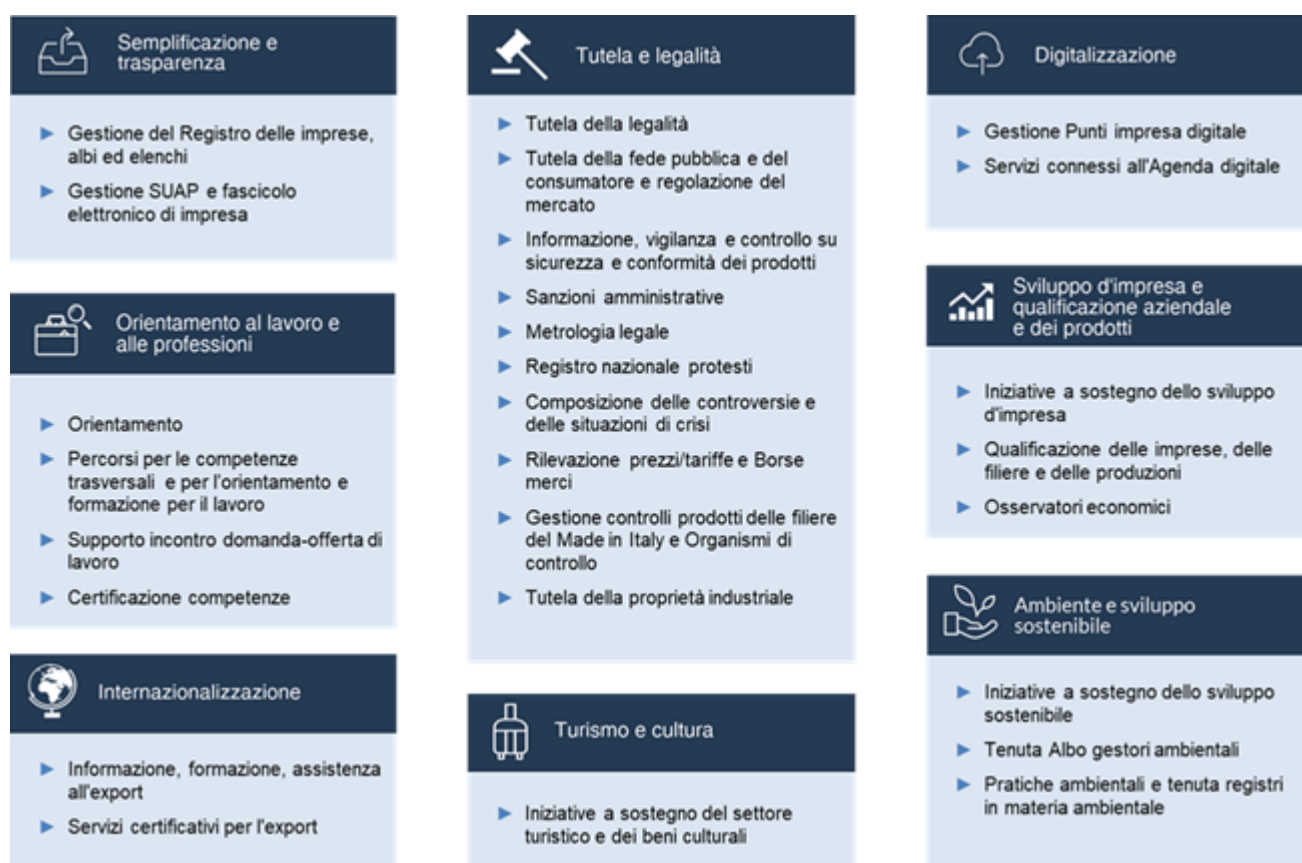 Semplificazione e
trasparenza
Gestione del Registro delle imprese,
albi ed elenchi
Gestione SUAP e fascicolo
elettronico di impresa
Orientamento al lavoro e
alle professioni
Orientamento
Percorsi per le competenze
trasversali e per l'orientamento e
formazione per il lavoro
Supporto incontro domanda-offerta di
lavoro
Certificazione competenze
Internazionalizzazione
Informazione, formazione, assistenza
all'export
Servizi certificativi per l'export
Tutela e legalità
Tutela della legalità
Tutela della fede pubblica e del
consumatore e regolazione del
mercato
Informazione, vigilanza e controllo su
sicurezza e conformità dei prodotti
Sanzioni amministrative
Metrologia legale
Registro nazionale protesti
Composizione delle controversie e
delle situazioni di crisi
Rilevazione prezzi/tariffe e Borse
merci
Gestione controlli prodotti delle filiere
del Made in Italy e Organismi di
controllo
Tutela della proprietà industriale
Turismo e cultura
Iniziative a sostegno del settore
turistico e dei beni culturali
Digitalizzazione
Gestione Punti impresa digitale
Servizi connessi all'Agenda digitale
Sviluppo d'impresa e
qualificazione aziendale
e dei prodotti
Iniziative a sostegno dello sviluppo
d'impresa
Qualificazione delle imprese, delle
filiere e delle produzioni
Osservatori economici
Ambiente e sviluppo
sostenibile
Iniziative a sostegno dello sviluppo
sostenibile
Tenuta Albo gestori ambientali
Pratiche ambientali e tenuta registri
in materia ambientale